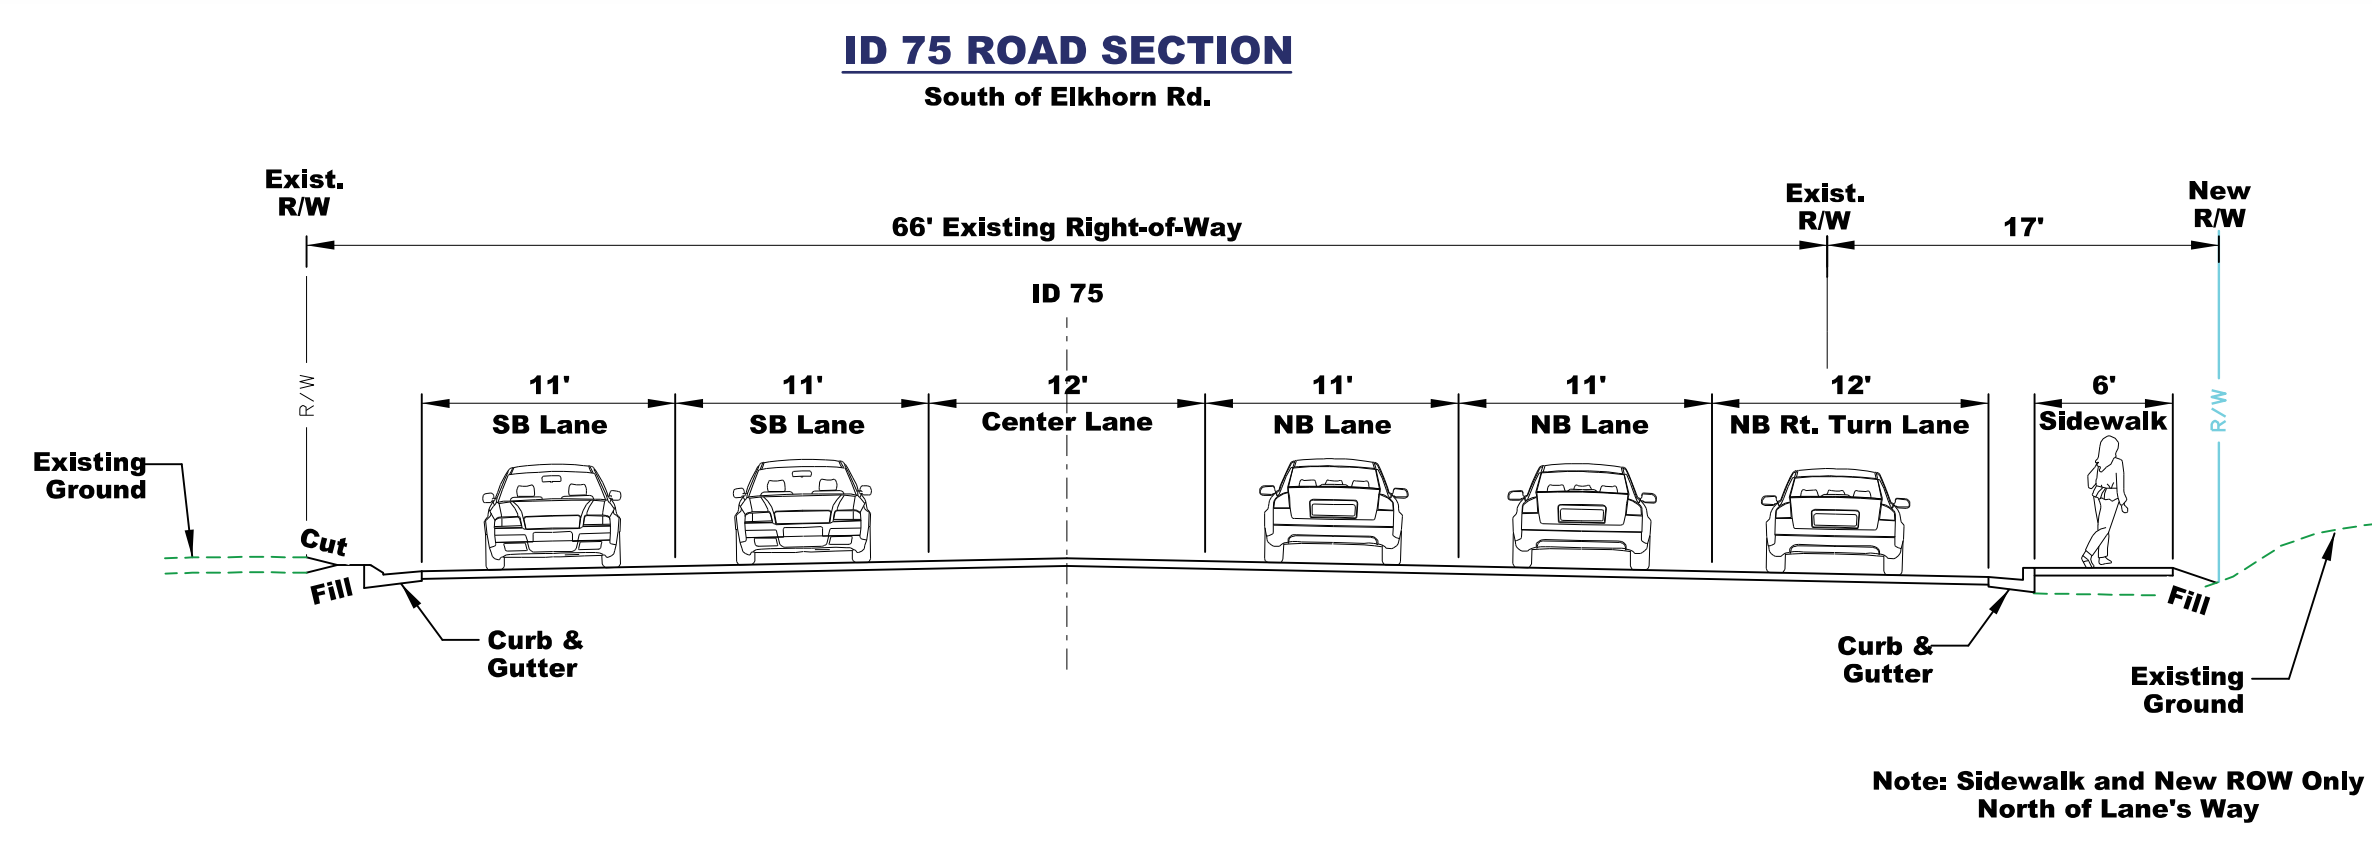 ID 75 ROAD SECTION
South of Elkhorn Rd.
Exist.
R/W
66' Existing Right-of-Way
Exist.
R/W
17'
New
R/W
ID 75
R/W
11'
SB Lane
11'
SB Lane
12'
Center Lane
11'
NB Lane
11'
NB Lane
12'
NB Rt. Turn Lane
6'
Sidewalk
R/W
Existing
Ground
Cut
Fill
Curb &
Gutter
Fill
Curb &
Gutter
Existing
Ground
Note: Sidewalk and New ROW Only
North of Lane's Way